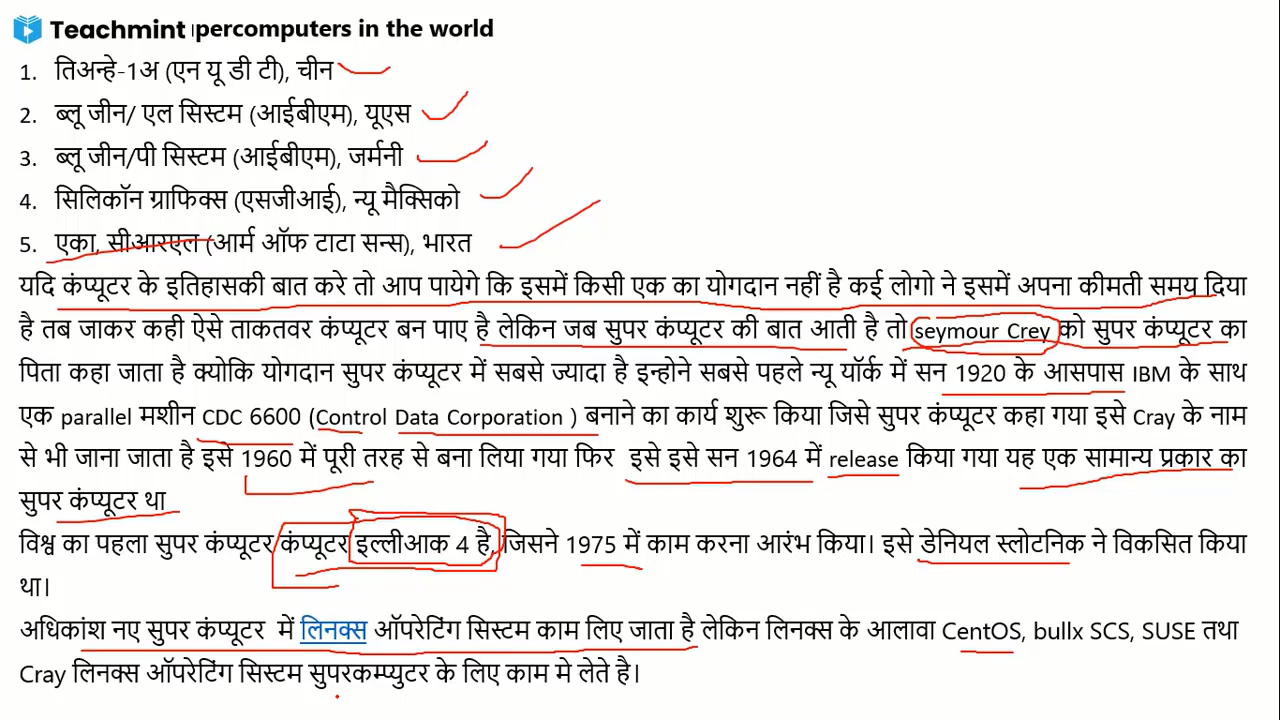 Teachmint percomputers in the world
1. तिअन्हे-1अ (एन यू डी टी), चीन
2. ब्लू जीन/ एल सिस्टम (आईबीएम), यूएस
3. ब्लू जीन/पी सिस्टम (आईबीएम), जर्मनी
4. सिलिकॉन ग्राफिक्स (एसजीआई), न्यू मैक्सिको
5. एका, सीआरएल (आर्म ऑफ टाटा सन्स), भारत
यदि कंप्यूटर के इतिहासकी बात करे तो आप पायेगे कि इसमें किसी एक का योगदान नहीं है कई लोगो ने इसमें अपना कीमती समय दिया
है तब जाकर कही ऐसे ताकतवर कंप्यूटर बन पाए है लेकिन जब सुपर कंप्यूटर की बात आती है तो seymour Crey को सुपर कंप्यूटर का
पिता कहा जाता है क्योकि योगदान सुपर कंप्यूटर में सबसे ज्यादा है इन्होने सबसे पहले न्यू यॉर्क में सन 1920 के आसपास IBM के साथ
एक parallel मशीन CDC 6600 (Control Data Corporation ) बनाने का कार्य शुरू किया जिसे सुपर कंप्यूटर कहा गया इसे Cray के नाम
से भी जाना जाता है इसे 1960 में पूरी तरह से बना लिया गया फिर इसे इसे सन 1964 में release किया गया यह एक सामान्य प्रकार का
सुपर कंप्यूटर था
विश्व का पहला सुपर कंप्यूटर कंप्यूटर इल्लीआक 4 है, जिसने 1975 में काम करना आरंभ किया। इसे डेनियल स्लोटनिक ने विकसित किया
था।
अधिकांश नए सुपर कंप्यूटर में लिनक्स ऑपरेटिंग सिस्टम काम लिए जाता है लेकिन लिनक्स के आलावा CentOS, bullx SCS, SUSE तथा
Cray लिनक्स ऑपरेटिंग सिस्टम सुपरकम्प्युटर के लिए काम मे लेते है।